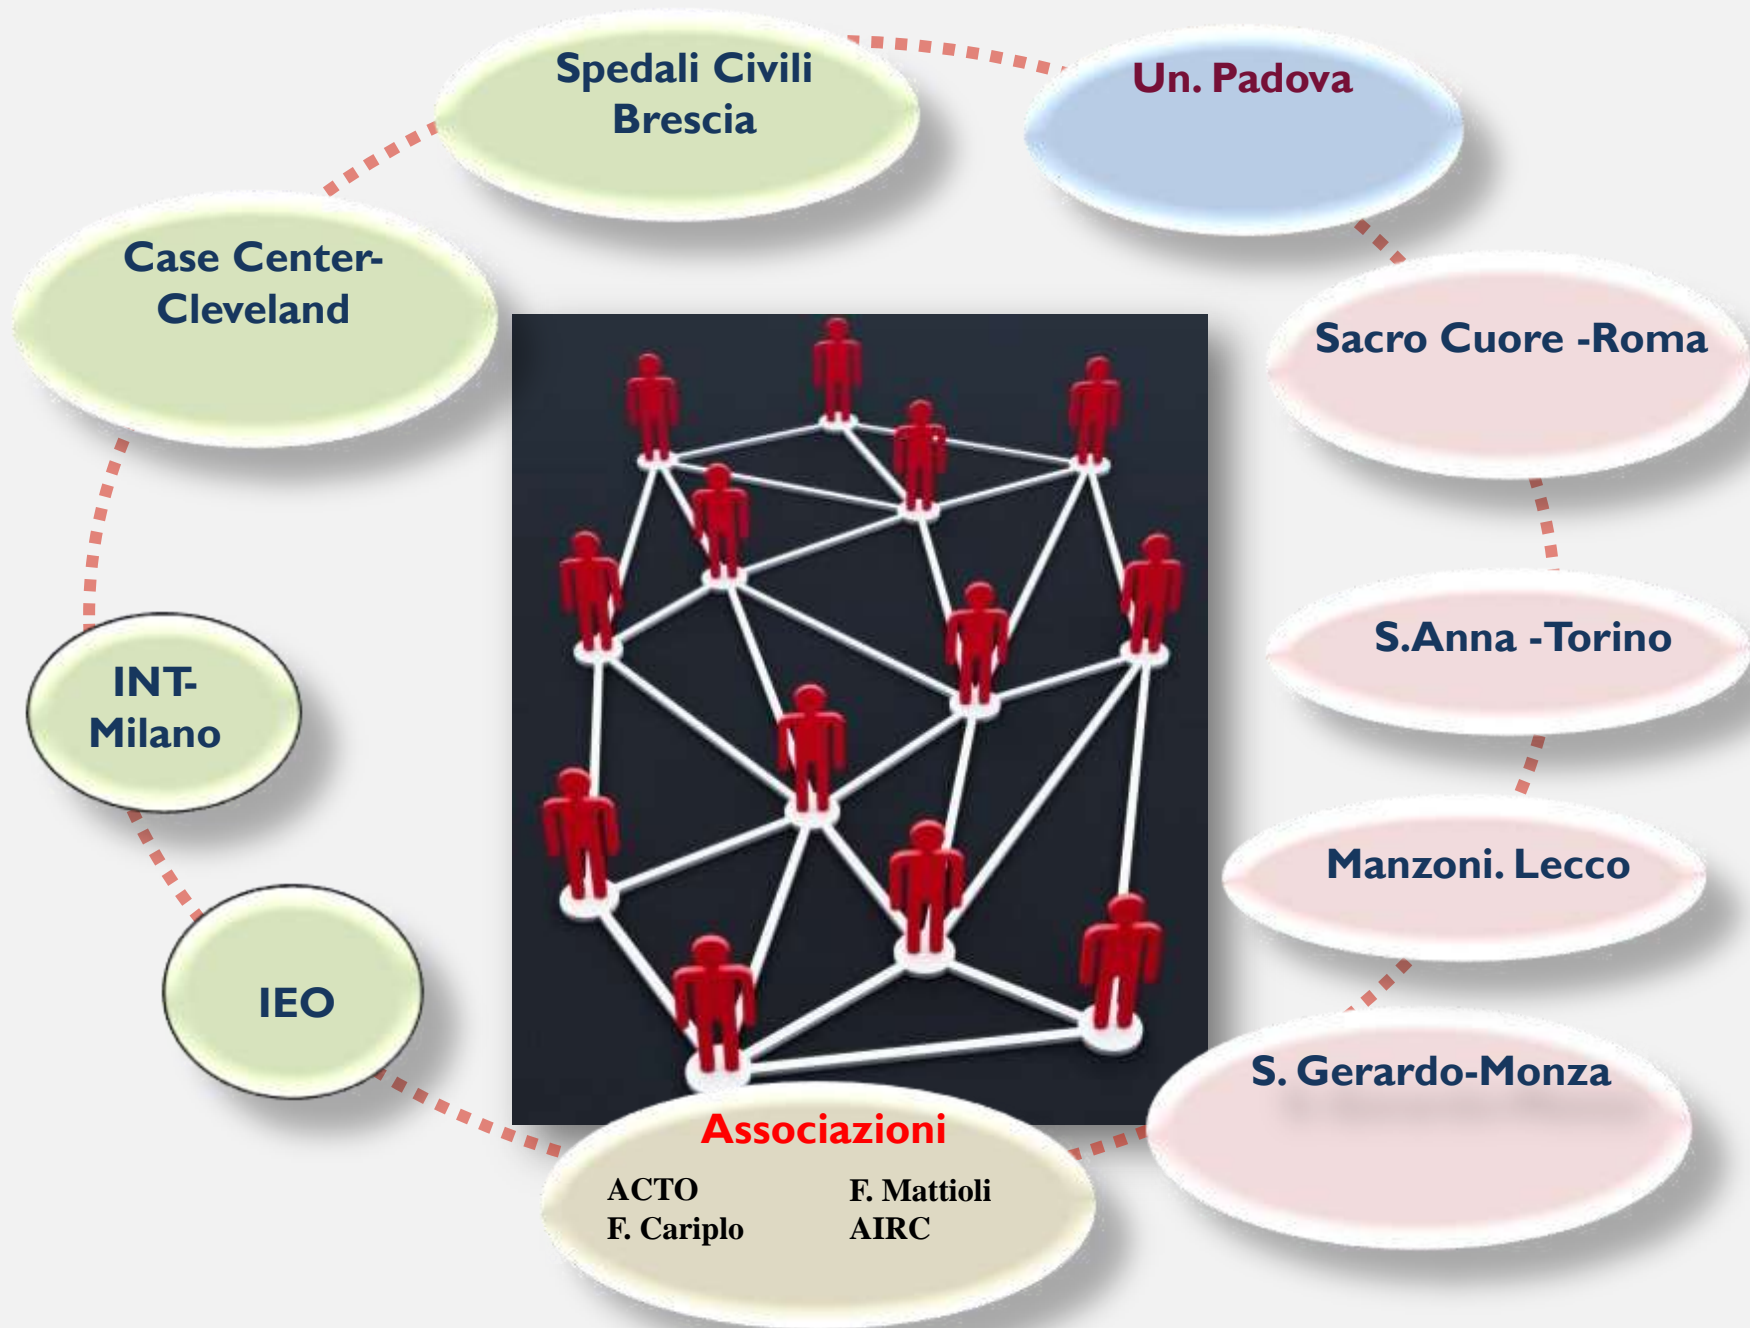 Spedali Civili
Brescia
Un. Padova
Case Center-
Cleveland
Sacro Cuore -Roma
S.Anna -Torino
INT-
Milano
Manzoni. Lecco
IEO
S. Gerardo-Monza
Associazioni
ACTO F. Mattioli
F. Cariplo AIRC